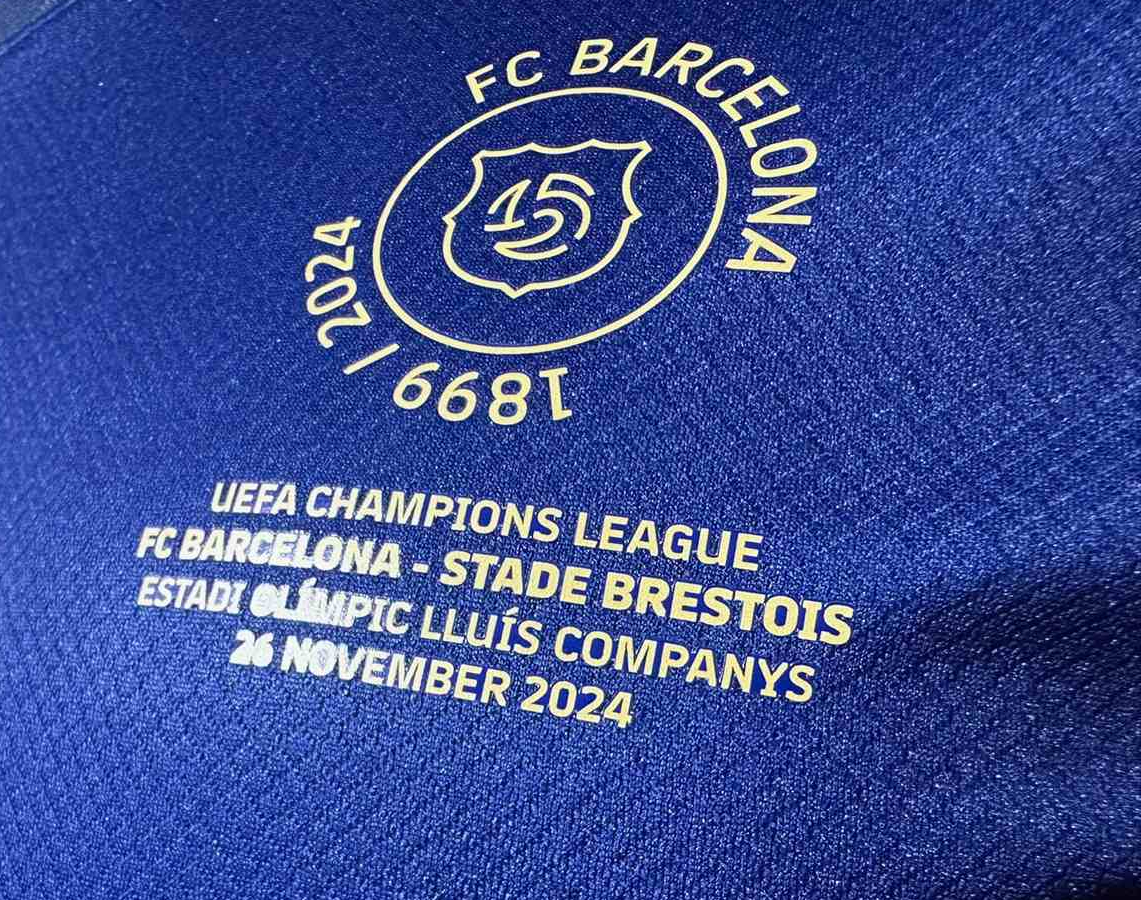 FC BARCELONA
125
1899 / 2024
UEFA CHAMPIONS LEAGUE
FC BARCELONA - STADE BRESTOIS
ESTADI OLÍMPIC LLUÍS COMPANYS
26 NOVEMBER 2024